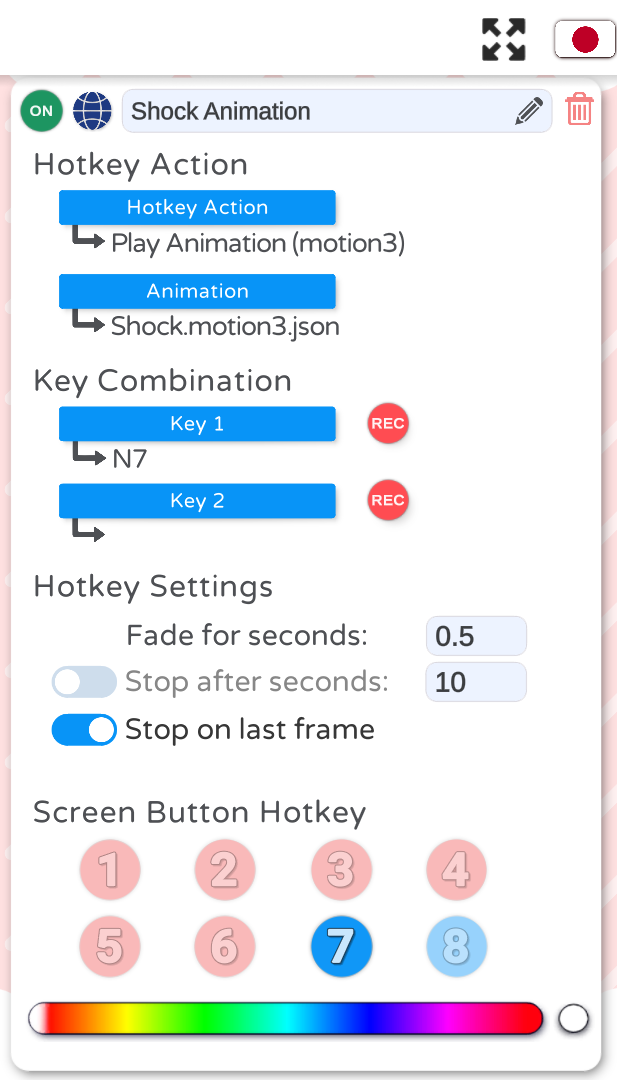 ON Shock Animation
Hotkey Action
Hotkey Action
Play Animation (motion3)
Animation
Shock.motion3.json
Key Combination
Key 1 REC
N7
Key 2 REC
Hotkey Settings
Fade for seconds: 0.5
Stop after seconds: 10
Stop on last frame
Screen Button Hotkey
1 2 3 4
5 6 7 8